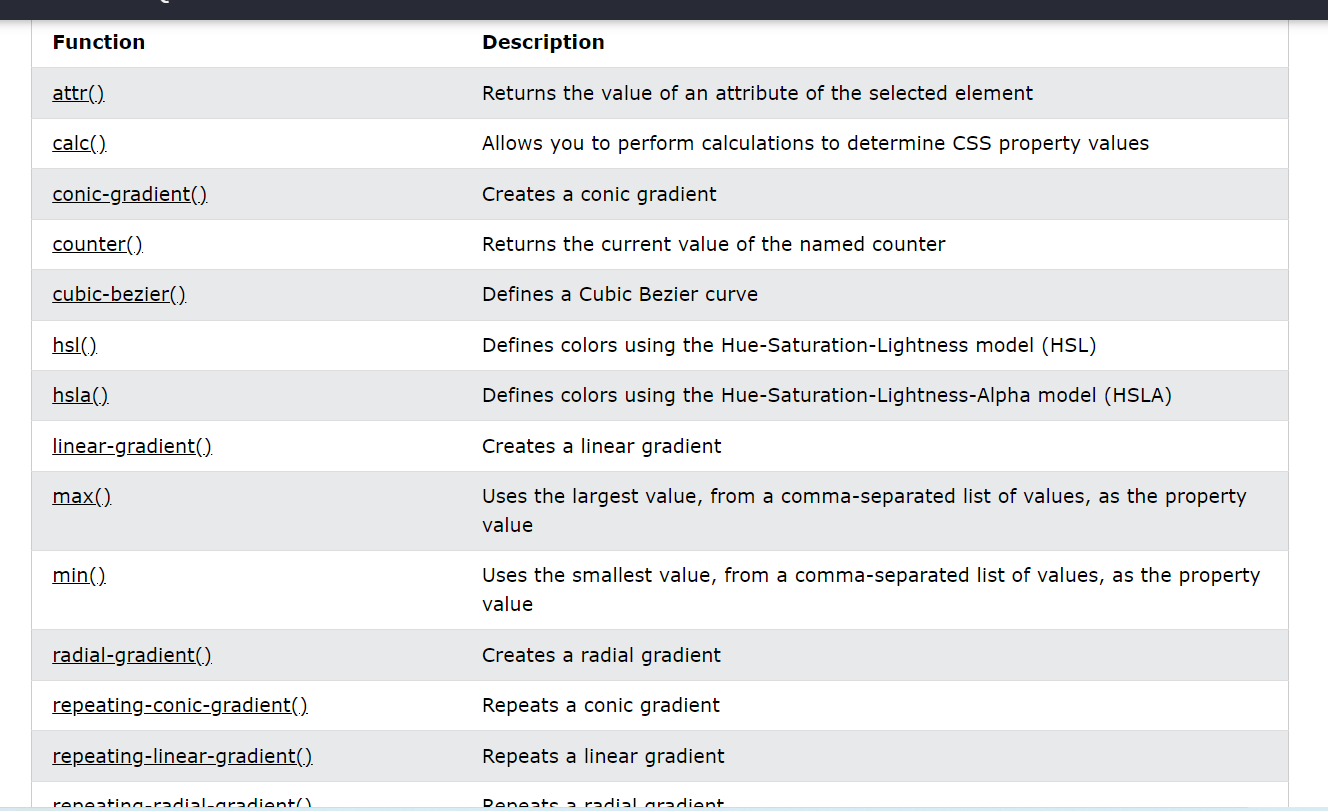 Function Description
attr() Returns the value of an attribute of the selected element
calc() Allows you to perform calculations to determine CSS property values
conic-gradient() Creates a conic gradient
counter() Returns the current value of the named counter
cubic-bezier() Defines a Cubic Bezier curve
hsl() Defines colors using the Hue-Saturation-Lightness model (HSL)
hsla() Defines colors using the Hue-Saturation-Lightness-Alpha model (HSLA)
linear-gradient() Creates a linear gradient
max() Uses the largest value, from a comma-separated list of values, as the property
value
min() Uses the smallest value, from a comma-separated list of values, as the property
value
radial-gradient() Creates a radial gradient
repeating-conic-gradient() Repeats a conic gradient
repeating-linear-gradient() Repeats a linear gradient
repeating-radial-gradient() Repeats a radial gradient